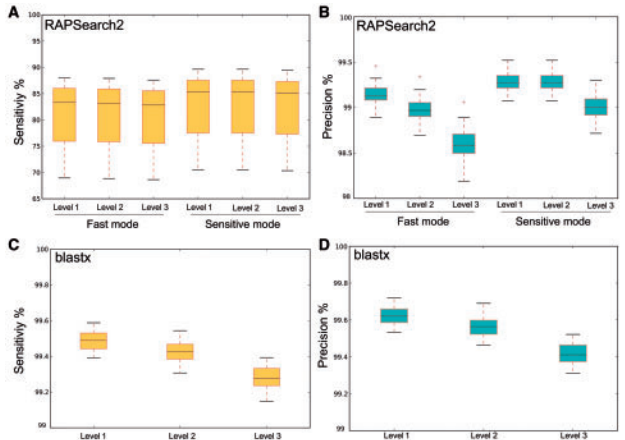 A
RAPSearch2
Sensitiviy %
100
95
90
85
80
75
70
65
Level 1 Level 2 Level 3 Level 1 Level 2 Level 3
Fast mode Sensitive mode
B
RAPSearch2
Precision %
100
99.5
99
98.5
98
Level 1 Level 2 Level 3 Level 1 Level 2 Level 3
Fast mode Sensitive mode
C
blastx
Sensitiviy %
100
99.8
99.6
99.4
99.2
99
Level 1 Level 2 Level 3
D
blastx
Precision %
100
99.8
99.6
99.4
99.2
99
Level 1 Level 2 Level 3